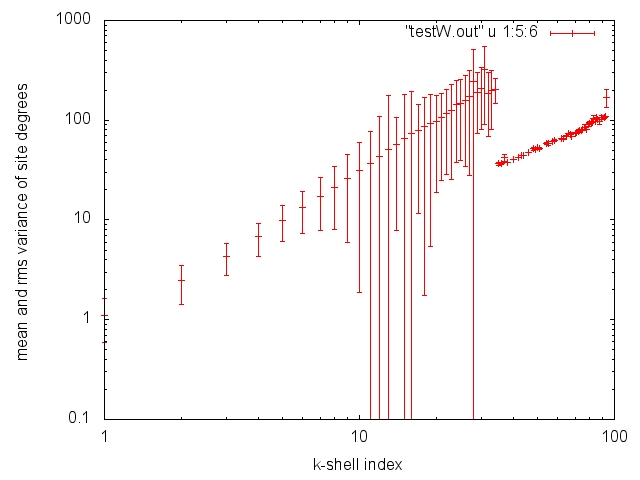 1000
"testW.out" u 1:5:6
100
10
1
0.1
mean and rms variance of site degrees
1
10
100
k-shell index